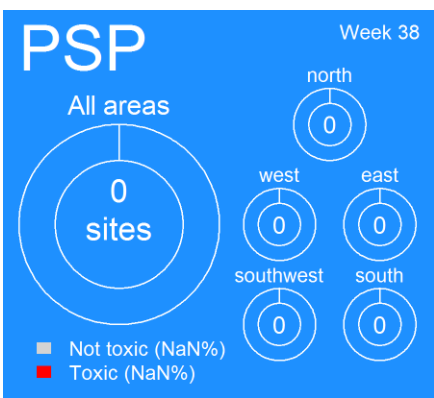 PSP
Week 38
All areas
0
sites
north
0
west
0
east
0
southwest
0
south
0
Not toxic (NaN%)
Toxic (NaN%)